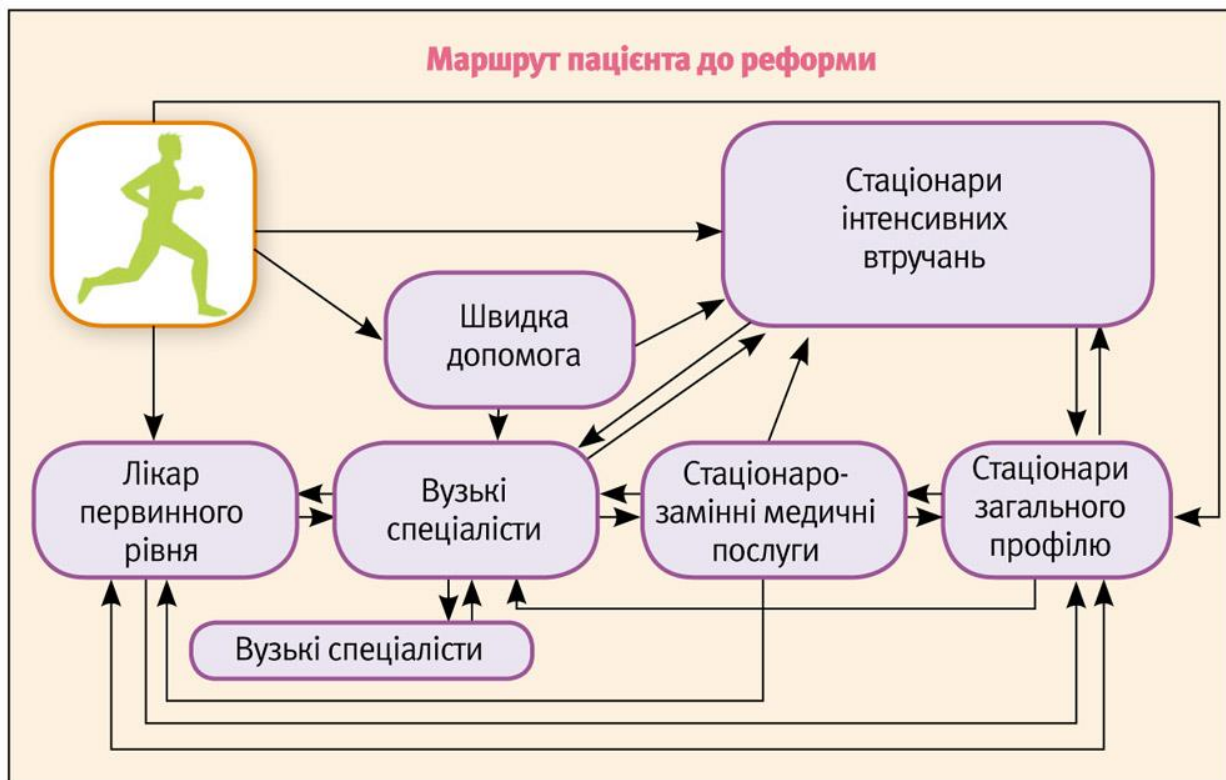 Маршрут пацієнта до реформи
Стаціонари
інтенсивних
втручань
Швидка
допомога
Лікар
первинного
рівня
Вузькі
спеціалісти
Стаціонаро-
замінні медичні
послуги
Стаціонари
загального
профілю
Вузькі спеціалісти